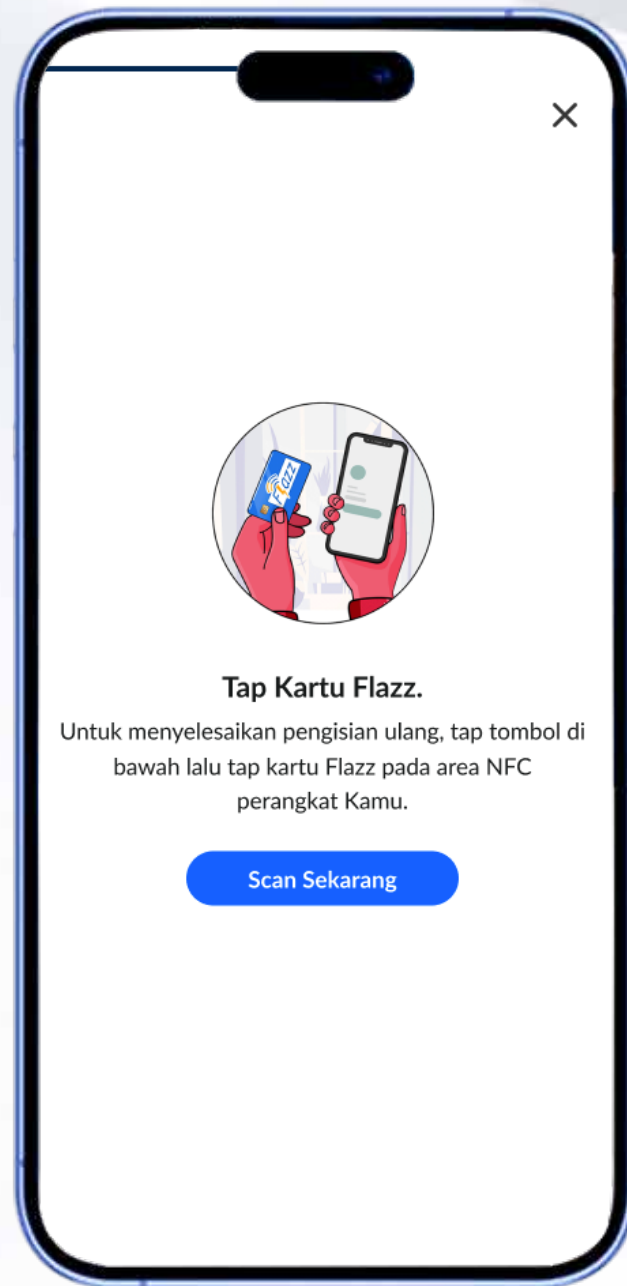 Flazz
Tap Kartu Flazz.
Untuk menyelesaikan pengisian ulang, tap tombol di
bawah lalu tap kartu Flazz pada area NFC
perangkat Kamu.
Scan Sekarang